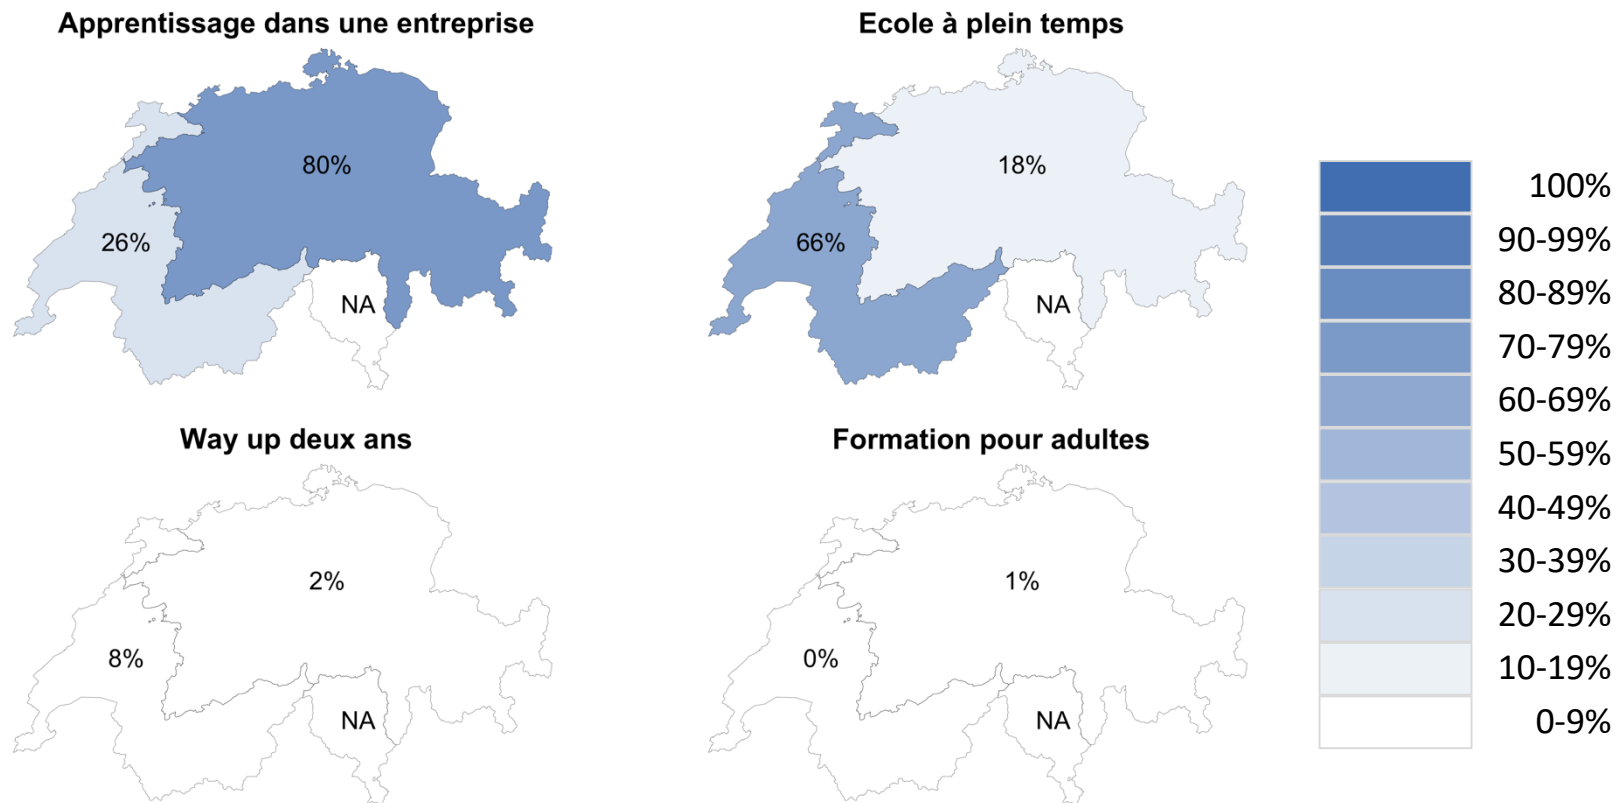 Apprentissage dans une entreprise
80%
26%
NA
Ecole à plein temps
18%
66%
NA
Way up deux ans
2%
8%
NA
Formation pour adultes
1%
0%
NA
100%
90-99%
80-89%
70-79%
60-69%
50-59%
40-49%
30-39%
20-29%
10-19%
0-9%